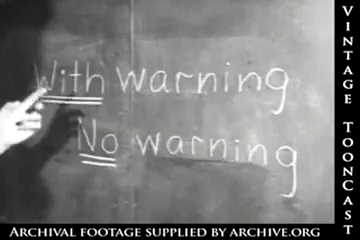 With warning
No warning
ARCHIVAL FOOTAGE SUPPLIED BY ARCHIVE.ORG
VINTAGE TOONCAST